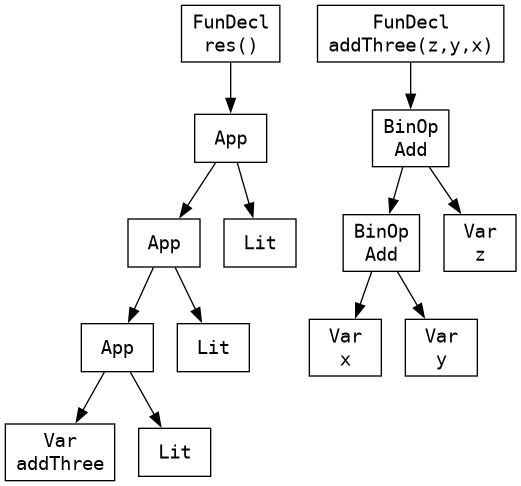 FunDecl
res()
FunDecl
addThree(z,y,x)
App
BinOp
Add
App
Lit
BinOp
Add
Var
z
App
Lit
Var
x
Var
y
Var
addThree
Lit